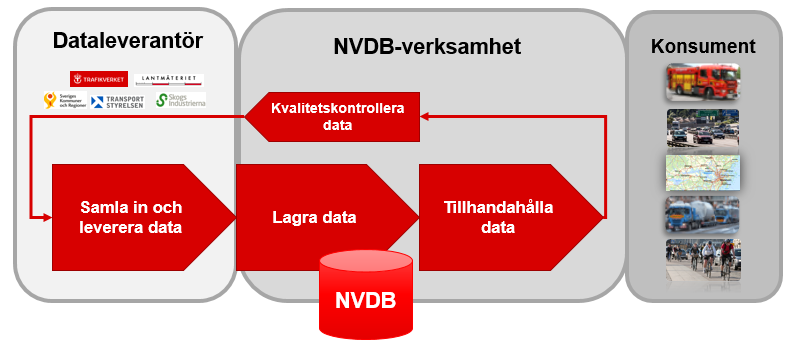 Dataleverantör
NVDB-verksamhet
Konsument
TRAFIKVERKET
LANTMÄTERIET
Sveriges
Kommuner
och Regioner
TRANSPORT
STYRELSEN
Skogs
Industrierna
Kvalitetskontrollera
data
Samla in och
leverera data
Lagra data
Tillhandahålla
data
NVDB